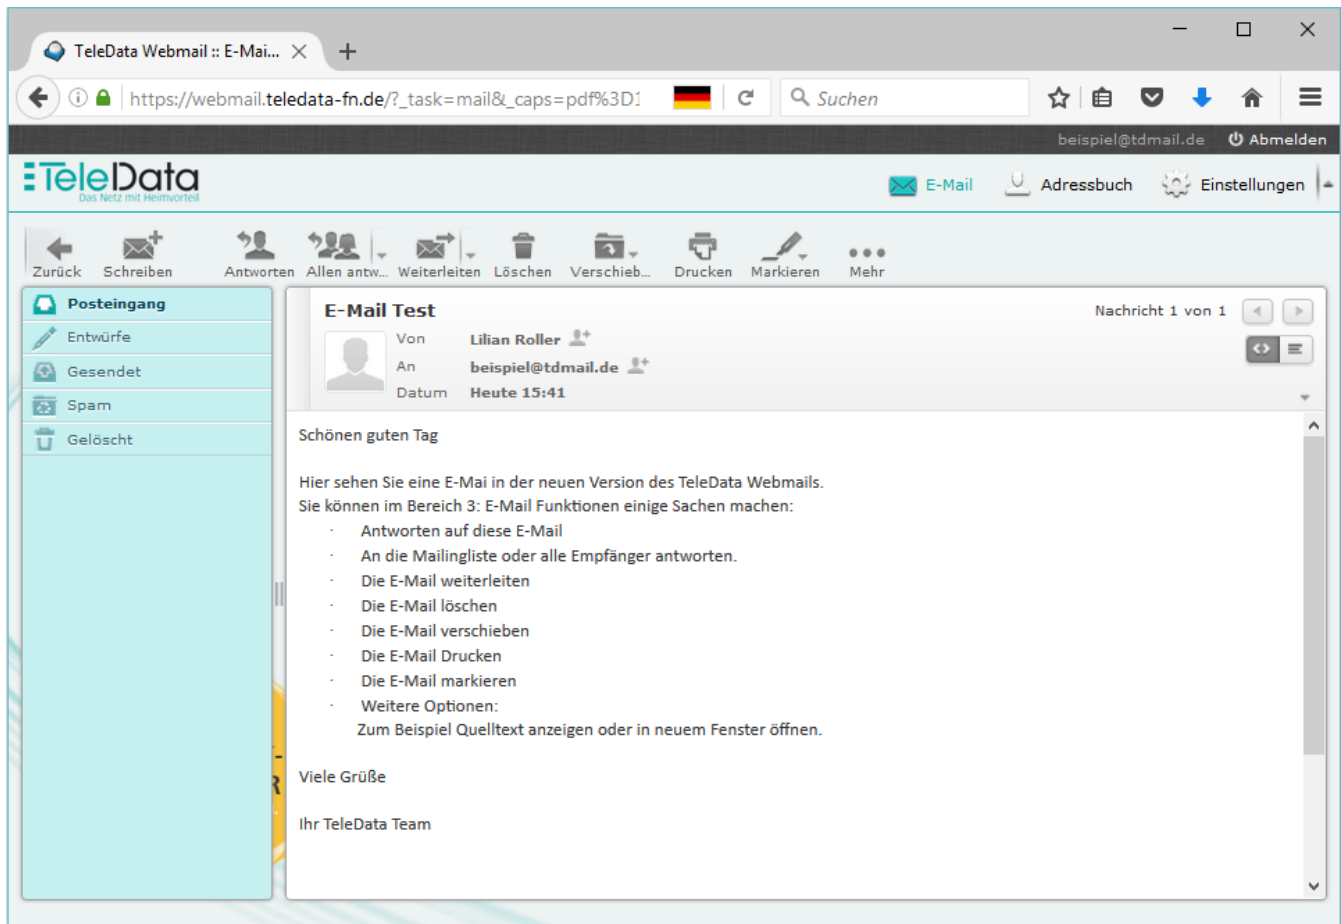 TeleData Webmail :: E-Mai...
https://webmail.teledata-fn.de/?_task=mail&_caps=pdf%3D1
Suchen
beispiel@tdmail.de Abmelden
TeleData
Das Netz mit Heimvorteil
E-Mail Adressbuch Einstellungen
Zurück Schreiben Antworten Allen antw... Weiterleiten Löschen Verschieb... Drucken Markieren Mehr
Posteingang
Entwürfe
Gesendet
Spam
Gelöscht
E-Mail Test
Nachricht 1 von 1
Von Lilian Roller
An beispiel@tdmail.de
Datum Heute 15:41
Schönen guten Tag
Hier sehen Sie eine E-Mai in der neuen Version des TeleData Webmails.
Sie können im Bereich 3: E-Mail Funktionen einige Sachen machen:
· Antworten auf diese E-Mail
· An die Mailingliste oder alle Empfänger antworten.
· Die E-Mail weiterleiten
· Die E-Mail löschen
· Die E-Mail verschieben
· Die E-Mail Drucken
· Die E-Mail markieren
· Weitere Optionen:
Zum Beispiel Quelltext anzeigen oder in neuem Fenster öffnen.
Viele Grüße
Ihr TeleData Team